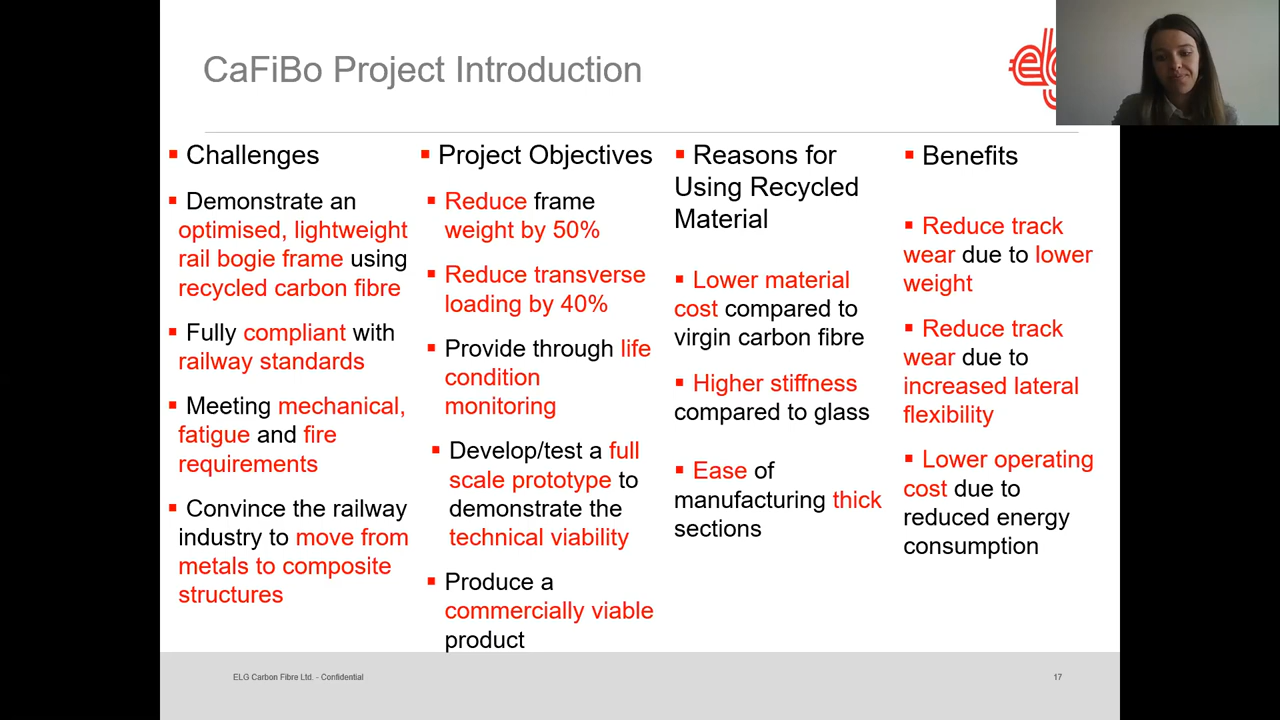 CaFiBo Project Introduction
elg
▪ Challenges
▪ Demonstrate an
optimised, lightweight
rail bogie frame using
recycled carbon fibre
▪ Fully compliant with
railway standards
▪ Meeting mechanical,
fatigue and fire
requirements
▪ Convince the railway
industry to move from
metals to composite
structures
▪ Project Objectives
▪ Reduce frame
weight by 50%
▪ Reduce transverse
loading by 40%
▪ Provide through life
condition
monitoring
▪ Develop/test a full
scale prototype to
demonstrate the
technical viability
▪ Produce a
commercially viable
product
▪ Reasons for
Using Recycled
Material
▪ Lower material
cost compared to
virgin carbon fibre
▪ Higher stiffness
compared to glass
▪ Ease of
manufacturing thick
sections
▪ Benefits
▪ Reduce track
wear due to lower
weight
▪ Reduce track
wear due to
increased lateral
flexibility
▪ Lower operating
cost due to
reduced energy
consumption
ELG Carbon Fibre Ltd. - Confidential
17